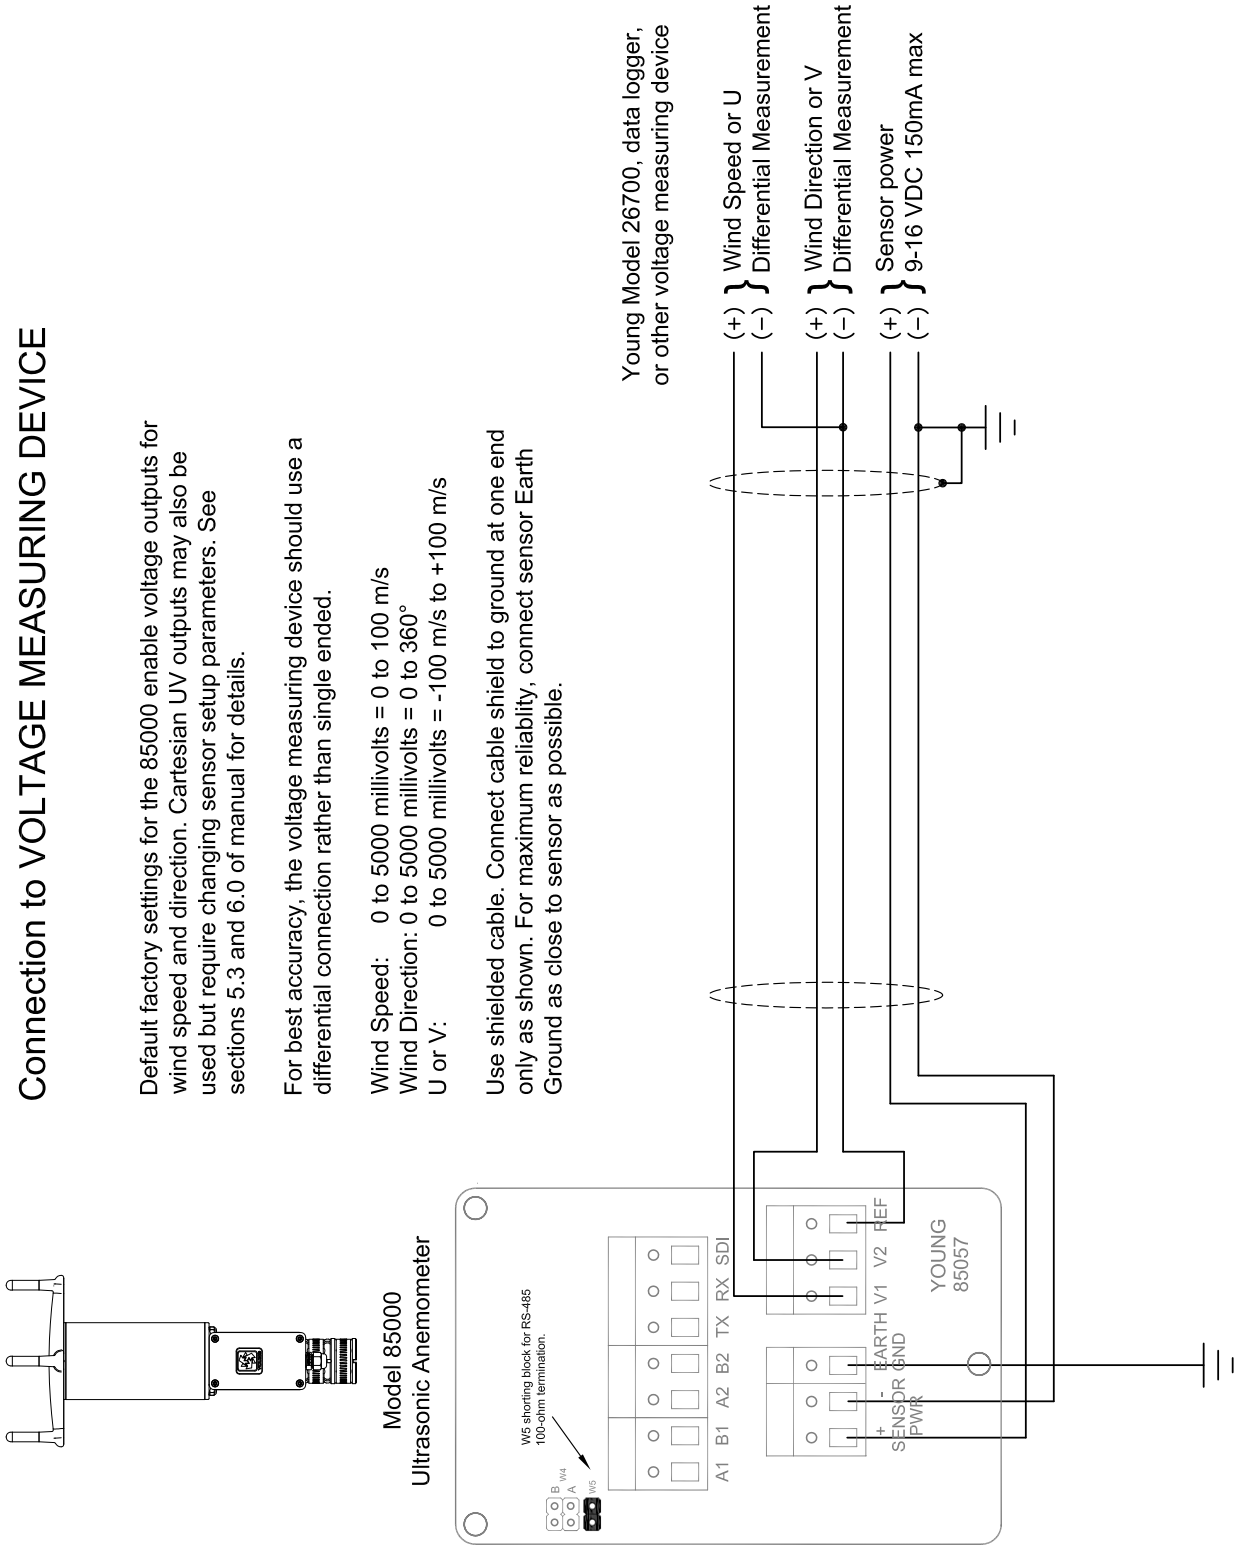 Connection to VOLTAGE MEASURING DEVICE
Default factory settings for the 85000 enable voltage outputs for
wind speed and direction. Cartesian UV outputs may also be
used but require changing sensor setup parameters. See
sections 5.3 and 6.0 of manual for details.
For best accuracy, the voltage measuring device should use a
differential connection rather than single ended.
Wind Speed: 0 to 5000 millivolts = 0 to 100 m/s
Wind Direction: 0 to 5000 millivolts = 0 to 360°
U or V: 0 to 5000 millivolts = -100 m/s to +100 m/s
Use shielded cable. Connect cable shield to ground at one end
only as shown. For maximum reliablity, connect sensor Earth
Ground as close to sensor as possible.
Model 85000
Ultrasonic Anemometer
W5 shorting block for RS-485
100-ohm termination.
B
W4
A
W5
A1 B1 A2 B2 TX RX SDI
+ - EARTH V1 V2 REF
SENSOR GND
PWR
YOUNG
85057
Young Model 26700, data logger,
or other voltage measuring device
(+) } Wind Speed or U
(−) Differential Measurement
(+) } Wind Direction or V
(−) Differential Measurement
(+) } Sensor power
(−) 9-16 VDC 150mA max